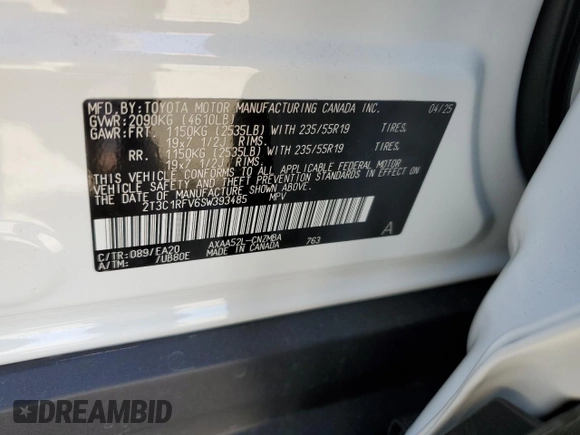 MFD.BY:TOYOTA MOTOR MANUFACTURING CANADA INC. 04/25
GVWR:2090KG (4610LB)
GAWR:FRT. 1150KG (2535LB) WITH 235/55R19 TIRES,
19x7 1/2J RIMS.
RR. 1150KG (2535LB) WITH 235/55R19 TIRES,
19x7 1/2J RIMS.
THIS VEHICLE CONFORMS TO ALL APPLICABLE FEDERAL MOTOR
VEHICLE SAFETY AND THEFT PREVENTION STANDARDS IN EFFECT ON
THE DATE OF MANUFACTURE SHOWN ABOVE.
2T3C1RFV6SW393485 MPV
A
C/TR:089/EA20 AXAA52L-CNZMBA 763
A/TM: /UB80E MADE IN CANADA
DREAMBID